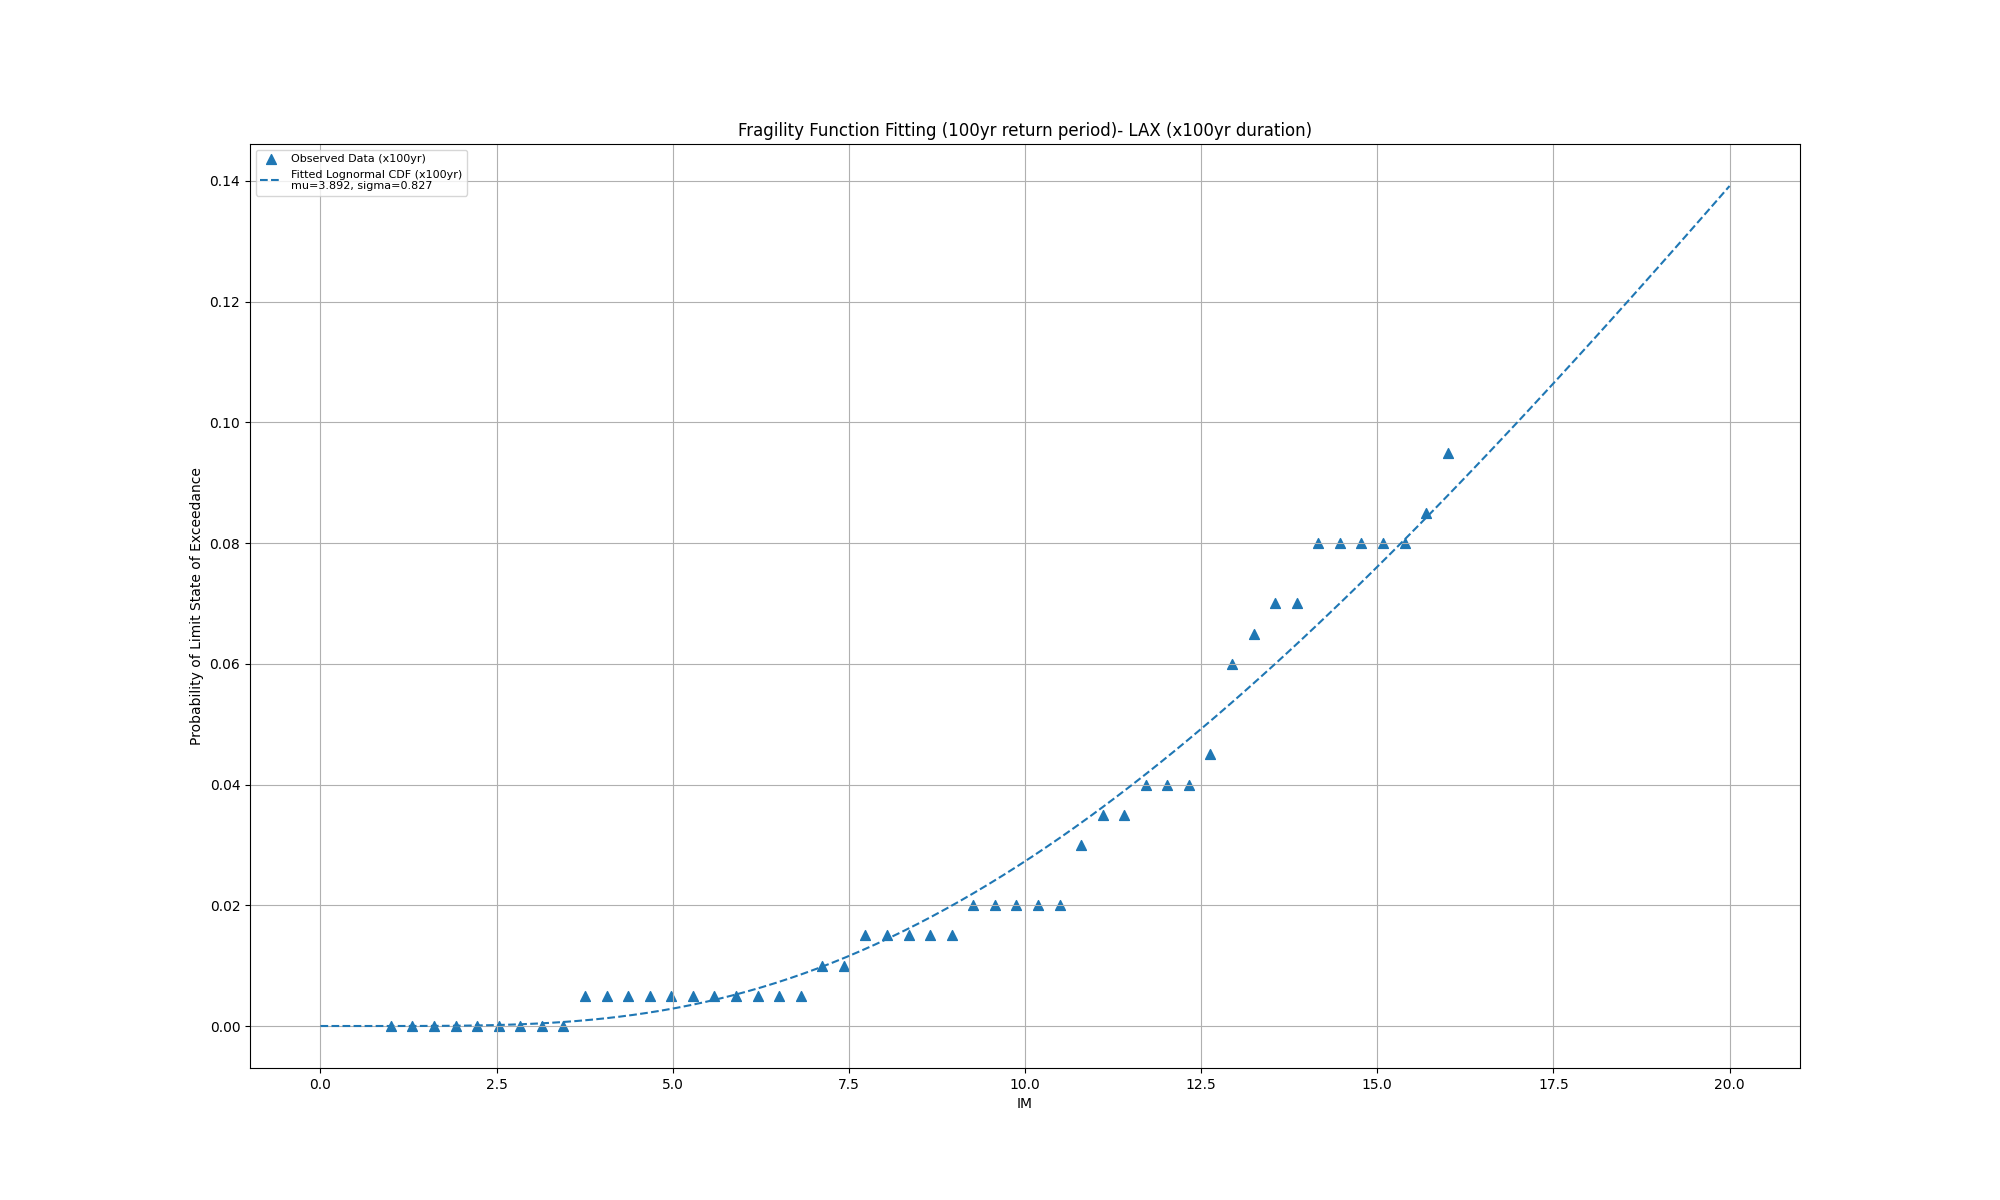 Fragility Function Fitting (100yr return period)- LAX (x100yr duration)
Observed Data (x100yr)
Fitted Lognormal CDF (x100yr)
mu=3.892, sigma=0.827
0.14
0.12
0.10
0.08
0.06
0.04
0.02
0.00
Probability of Limit State of Exceedance
0.0 2.5 5.0 7.5 10.0 12.5 15.0 17.5 20.0
IM